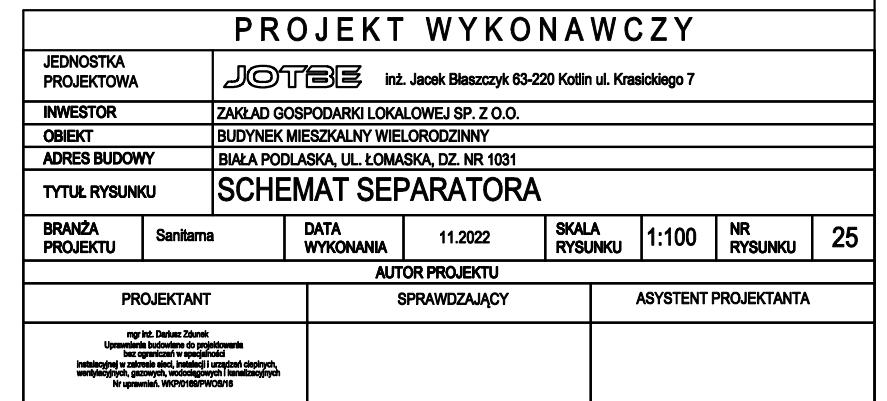 PROJEKT WYKONAWCZY
JEDNOSTKA PROJEKTOWA
JOTBE inż. Jacek Błaszczyk 63-220 Kotlin ul. Krasickiego 7
INWESTOR ZAKŁAD GOSPODARKI LOKALOWEJ SP. Z O.O.
OBIEKT BUDYNEK MIESZKALNY WIELORODZINNY
ADRES BUDOWY BIAŁA PODLASKA, UL. ŁOMASKA, DZ. NR 1031
TYTUŁ RYSUNKU SCHEMAT SEPARATORA
BRANŻA PROJEKTU Sanitarna DATA WYKONANIA 11.2022 SKALA RYSUNKU 1:100 NR RYSUNKU 25
AUTOR PROJEKTU
PROJEKTANT SPRAWDZAJĄCY ASYSTENT PROJEKTANTA
mgr inż. Dariusz Zdunek
Uprawnienia budowlane do projektowania
bez ograniczeń w specjalności
instalacyjnej w zakresie sieci, instalacji i urządzeń cieplnych,
wentylacyjnych, gazowych, wodociągowych i kanalizacyjnych
Nr uprawnień. WKP/0169/PWOS/16